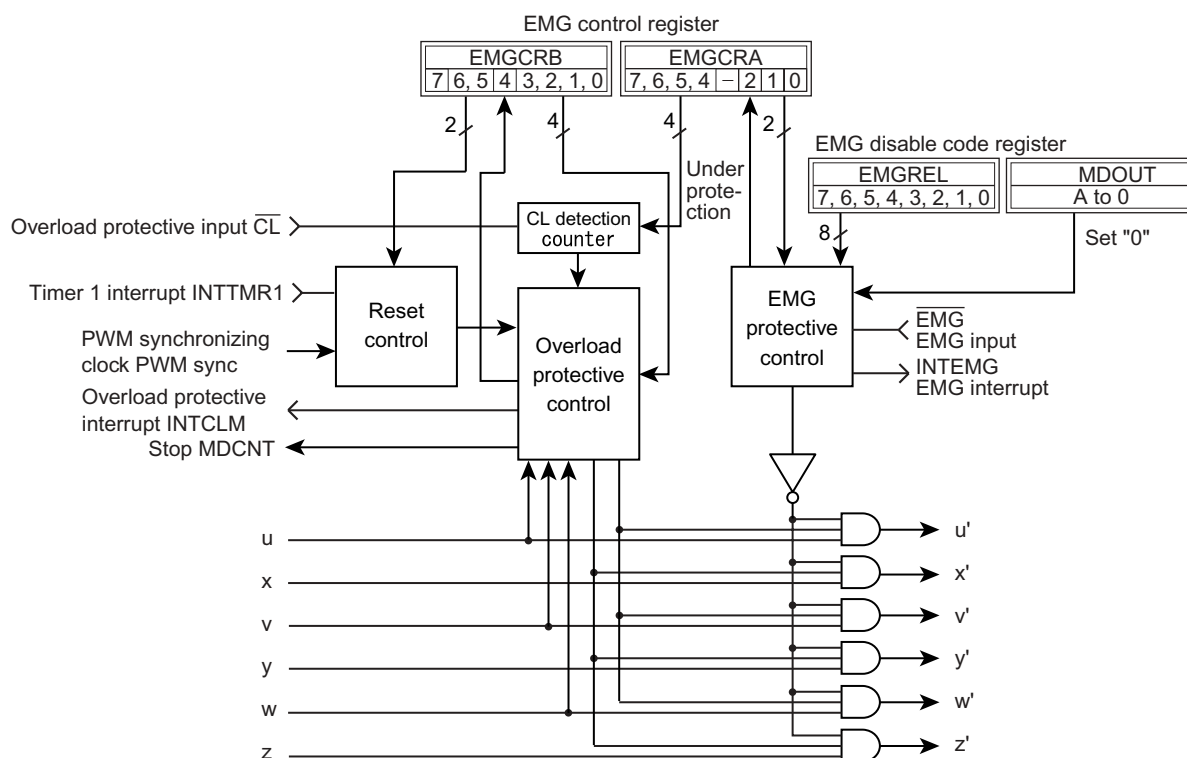 EMG control register
EMGCRB
EMGCRA
7 6, 5 4 3, 2, 1, 0
7, 6, 5, 4 – 2 1 0
2
4
4
2
EMG disable code register
EMGREL
MDOUT
7, 6, 5, 4, 3, 2, 1, 0
A to 0
Under
prote-
ction
8
Set "0"
Overload protective input C̅L̅
CL detection
counter
Timer 1 interrupt INTTMR1
Reset
control
PWM synchronizing
clock PWM sync
Overload
protective
control
EMG
protective
control
E̅M̅G̅
EMG input
INTEMG
EMG interrupt
Overload protective
interrupt INTCLM
Stop MDCNT
u
u'
x
x'
v
v'
y
y'
w
w'
z
z'